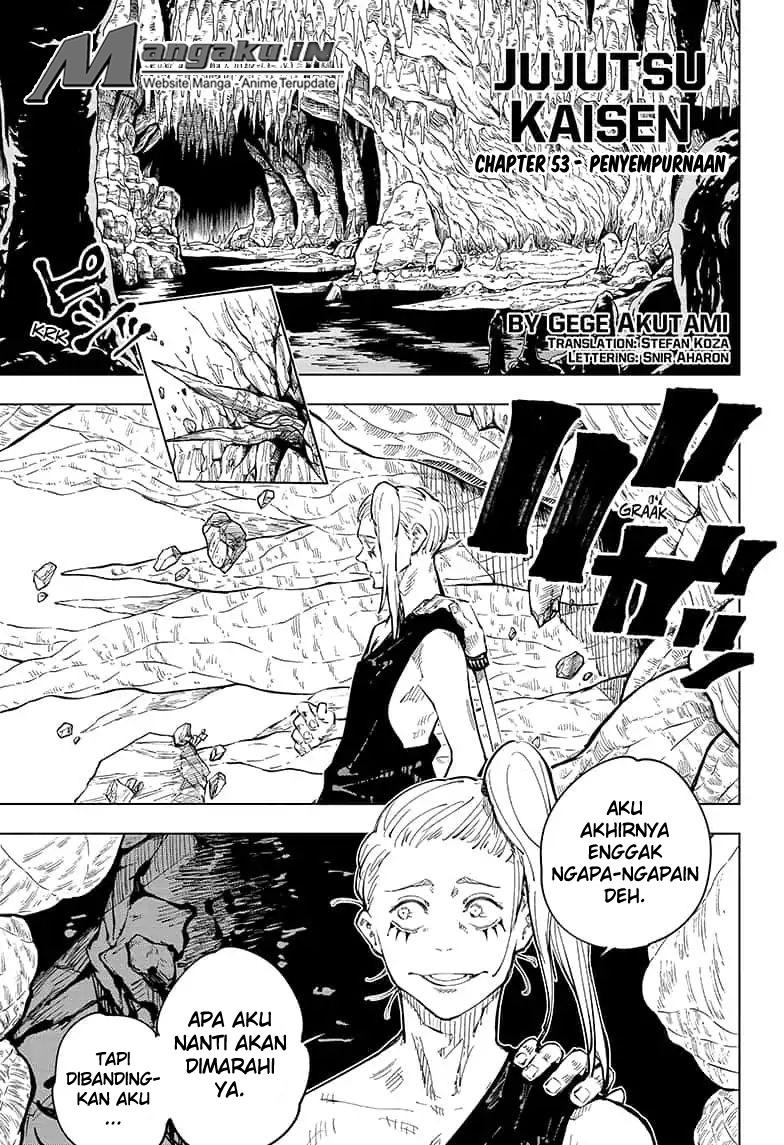 Mangaku.in
Website Manga - Anime Terupdate
JUJUTSU
KAISEN
CHAPTER 53 - PENYEMPURNAAN
BY GEGE AKUTAMI
TRANSLATION: STEFAN KOZA
LETTERING: SNIR AHARON
KRK
GRAAK
AKU
AKHIRNYA
ENGGAK
NGAPA-NGAPAIN
DEH.
APA AKU
NANTI AKAN
DIMARAHI
YA.
TAPI
DIBANDING-
KAN AKU
...